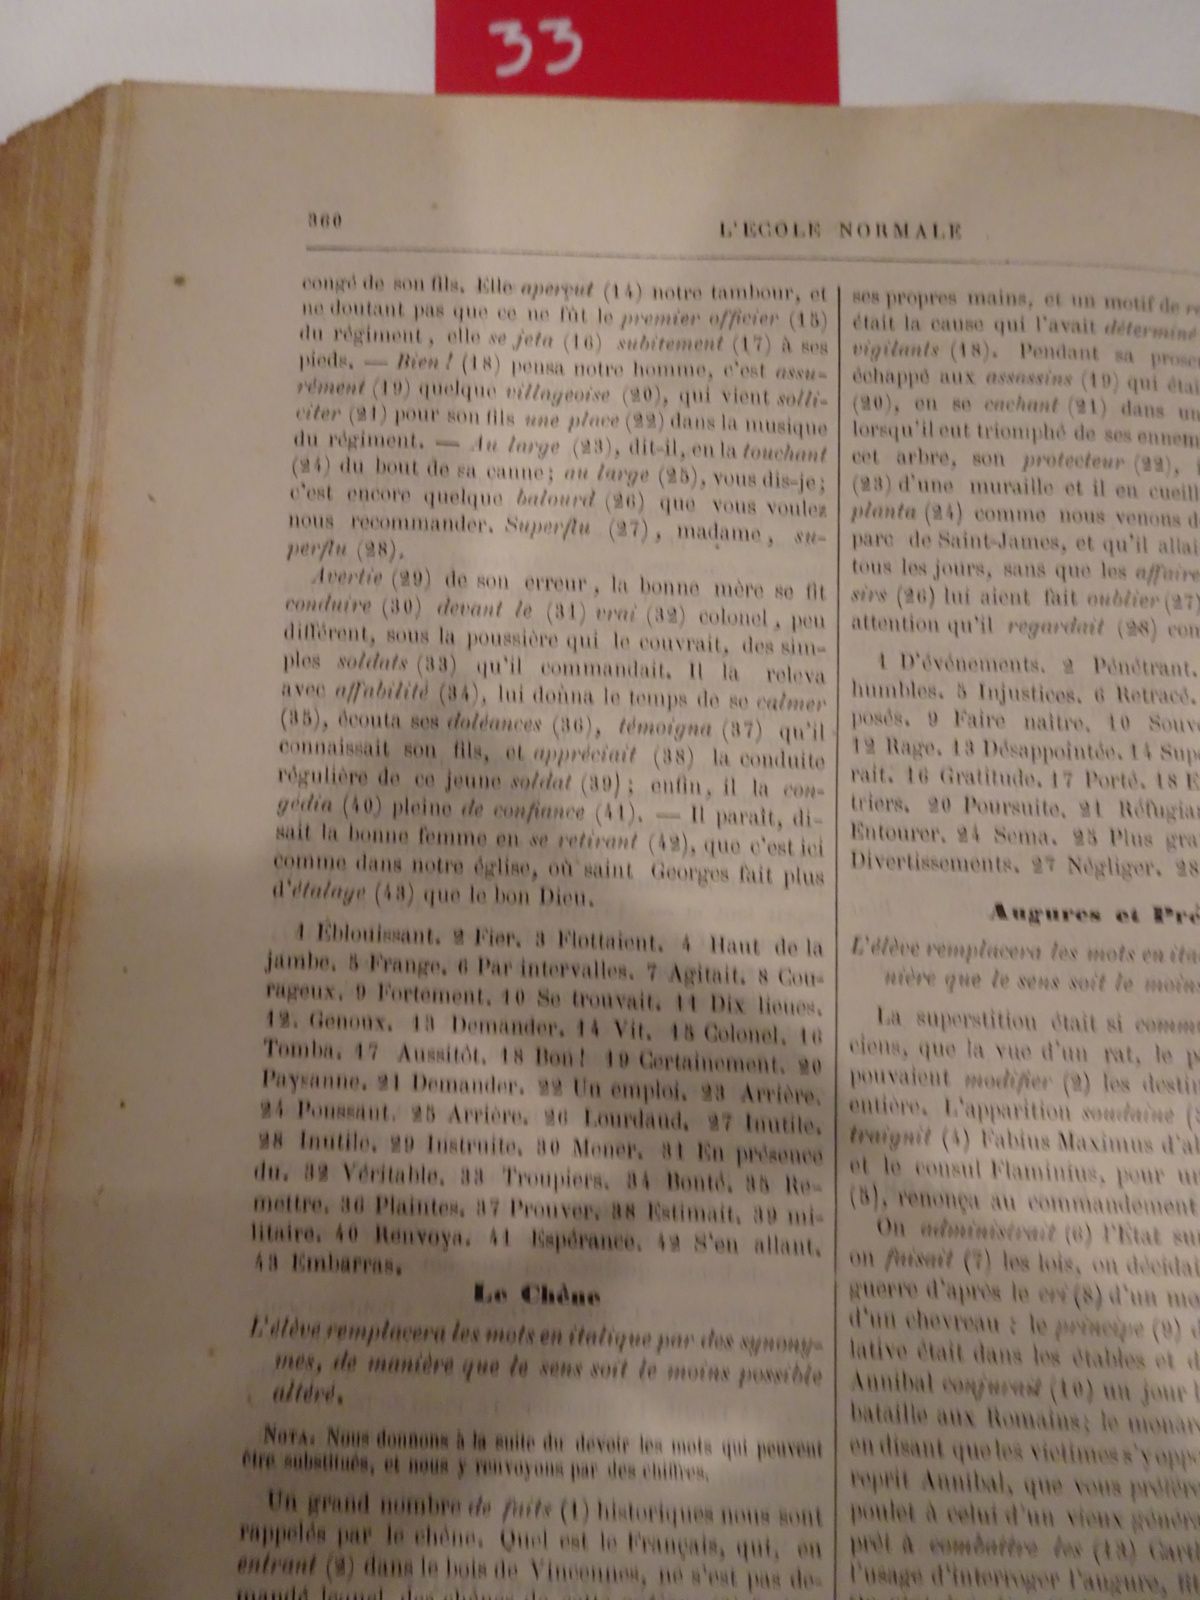 33
360
L'ECOLE NORMALE
congé de son fils. Elle aperçut (14) notre tambour, et
ne doutant pas que ce ne fût le premier officier (15)
du régiment, elle se jeta (16) subitement (17) à ses
pieds. — Bien! (18) pensa notre homme, c'est assu-
rément (19) quelque villageoise (20), qui vient solli-
citer (21) pour son fils une place (22) dans la musique
du régiment. — Au large (23), dit-il, en la touchant
(24) du bout de sa canne; au large (25), vous dis-je;
c'est encore quelque balourd (26) que vous voulez
nous recommander. Superflu (27), madame, su-
perflu (28).
Avertie (29) de son erreur, la bonne mère se fit
conduire (30) devant le (31) vrai (32) colonel, peu
différent, sous la poussière qui le couvrait, des sim-
ples soldats (33) qu'il commandait. Il la releva
avec affabilité (34), lui donna le temps de se calmer
(35), écouta ses doléances (36), témoigna (37) qu'il
connaissait son fils, et appréciait (38) la conduite
régulière de ce jeune soldat (39); enfin, il la con-
gédia (40) pleine de confiance (41). — Il paraît, di-
sait la bonne femme en se retirant (42), que c'est ici
comme dans notre église, où saint Georges fait plus
d'étalage (43) que le bon Dieu.
1 Éblouissant. 2 Fier. 3 Flottaient. 4 Haut de la
jambe. 5 Frange. 6 Par intervalles. 7 Agitait. 8 Cou-
rageux. 9 Fortement. 10 Se trouvait. 11 Dix lieues.
12. Genoux. 13 Demander. 14 Vit. 15 Colonel. 16
Tomba. 17 Aussitôt. 18 Bon! 19 Certainement. 20
Paysanne. 21 Demander. 22 Un emploi. 23 Arrière.
24 Poussant. 25 Arrière. 26 Lourdaud. 27 Inutile.
28 Inutile. 29 Instruite. 30 Mener. 31 En présence
du. 32 Véritable. 33 Troupiers. 34 Bonté. 35 Re-
mettre. 36 Plaintes. 37 Prouver. 38 Estimait. 39 mi-
litaire. 40 Renvoya. 41 Espérance. 42 S'en allant.
43 Embarras.
Le Chêne
L'élève remplacera les mots en italique par des synony-
mes, de manière que le sens soit le moins possible
altéré.
NOTA. Nous donnons à la suite du devoir les mots qui peuvent
être substitués, et nous y renvoyons par des chiffres.
Un grand nombre de faits (1) historiques nous sont
rappelés par le chêne. Quel est le Français, qui, en
entrant (2) dans le bois de Vincennes, ne s'est pas de-
mandé lequel des chênes de cette
ses propres mains, et un motif de
était la cause qui l'avait déterminé
vigilants (18). Pendant sa
échappé aux assassins (19) qui
(20), en se cachant (21) dans
lorsqu'il eut triomphé de ses
cet arbre, son protecteur (22),
(23) d'une muraille et il en
planta (24) comme nous venons
parc de Saint-James, et qu'il
tous les jours, sans que les
sirs (26) lui aient fait oublier (27)
attention qu'il regardait (28)
1 D'événements. 2 Pénétrant.
humbles. 5 Injustices. 6 Retracé.
posés. 9 Faire naître. 10
12 Rage. 13 Désappointée. 14
rait. 16 Gratitude. 17 Porté. 18
triers. 20 Poursuite. 21
Entourer. 24 Sema. 25 Plus
Divertissements. 27 Négliger. 28
Augures et
L'élève remplacera les mots en
nière que le sens soit le moins
La superstition était si
ciens, que la vue d'un rat, le
pouvaient modifier (2) les
entière. L'apparition soudaine
traignit (4) Fabius Maximus
et le consul Flaminius, pour
(5), renonça au commandement
On administrait (6) l'État
on faisait (7) les lois, on
guerre d'après le cri (8) d'un
d'un chevreau : le principe (9)
lative était dans les étables et
Annibal conjurait (10) un jour
bataille aux Romains; le
en disant que les victimes s'y
reprit Annibal, que vous
poulet à celui d'un vieux
prêt à combattre les (13)
l'usage d'interroger l'augure,